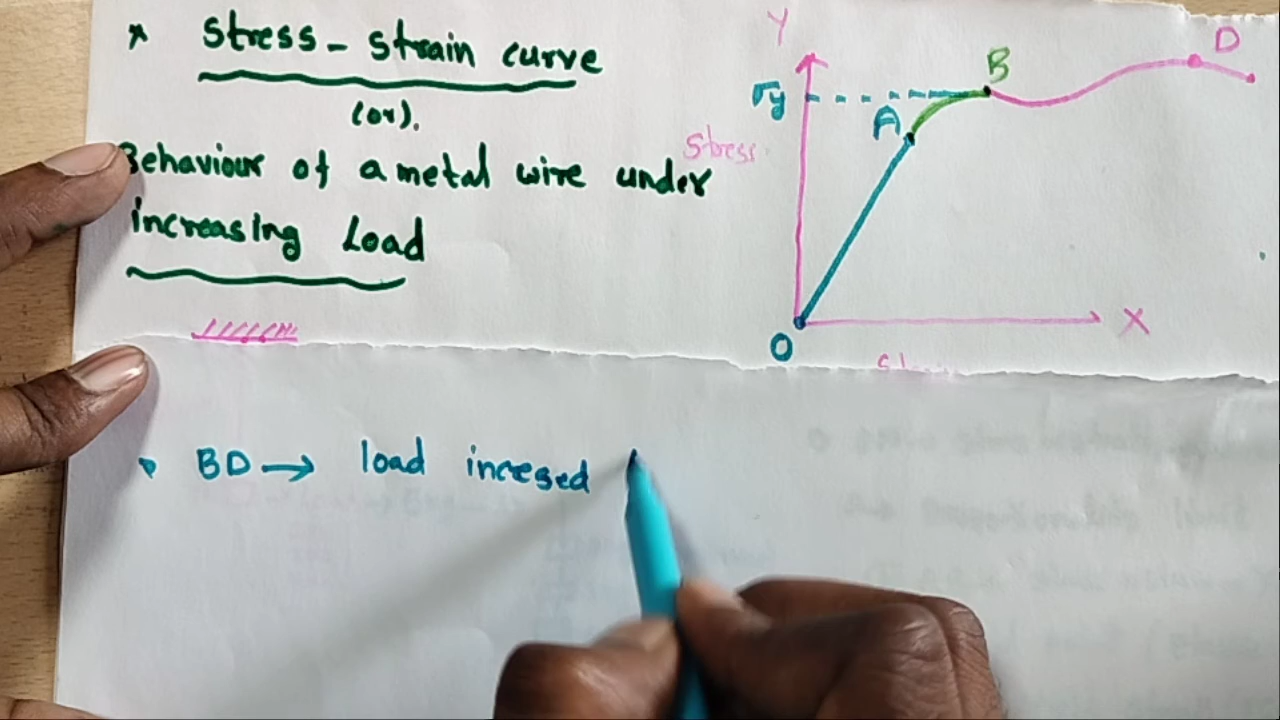 * Stress - strain curve
(or).
Behaviour of a metal wire under
increasing Load
Y
D
B
σy
A
Stress
X
O
BD → load incresed